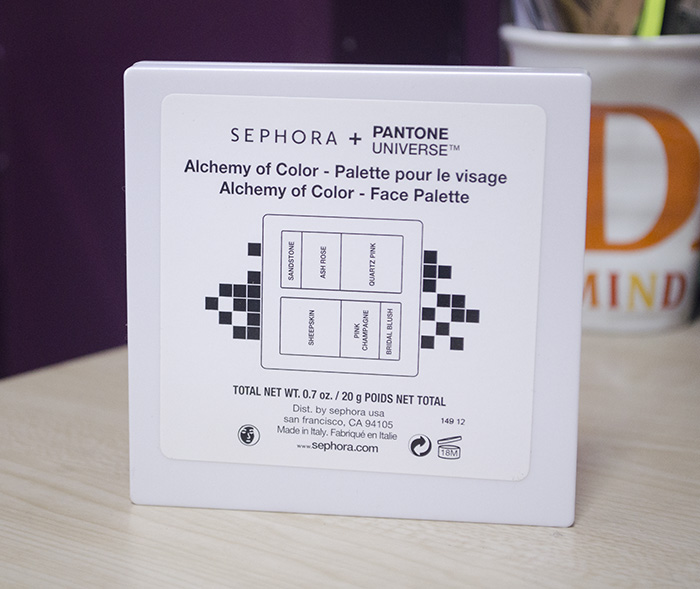 SEPHORA + PANTONE
UNIVERSE™
Alchemy of Color - Palette pour le visage
Alchemy of Color - Face Palette
SANDSTONE
ASH ROSE
QUARTZ PINK
SHEEPSKIN
PINK
CHAMPAGNE
BRIDAL BLUSH
TOTAL NET WT. 0.7 oz. / 20 g POIDS NET TOTAL
Dist. by sephora usa
san francisco, CA 94105
149 12
Made in Italy. Fabriqué en Italie
www.sephora.com
18M
D
MIND